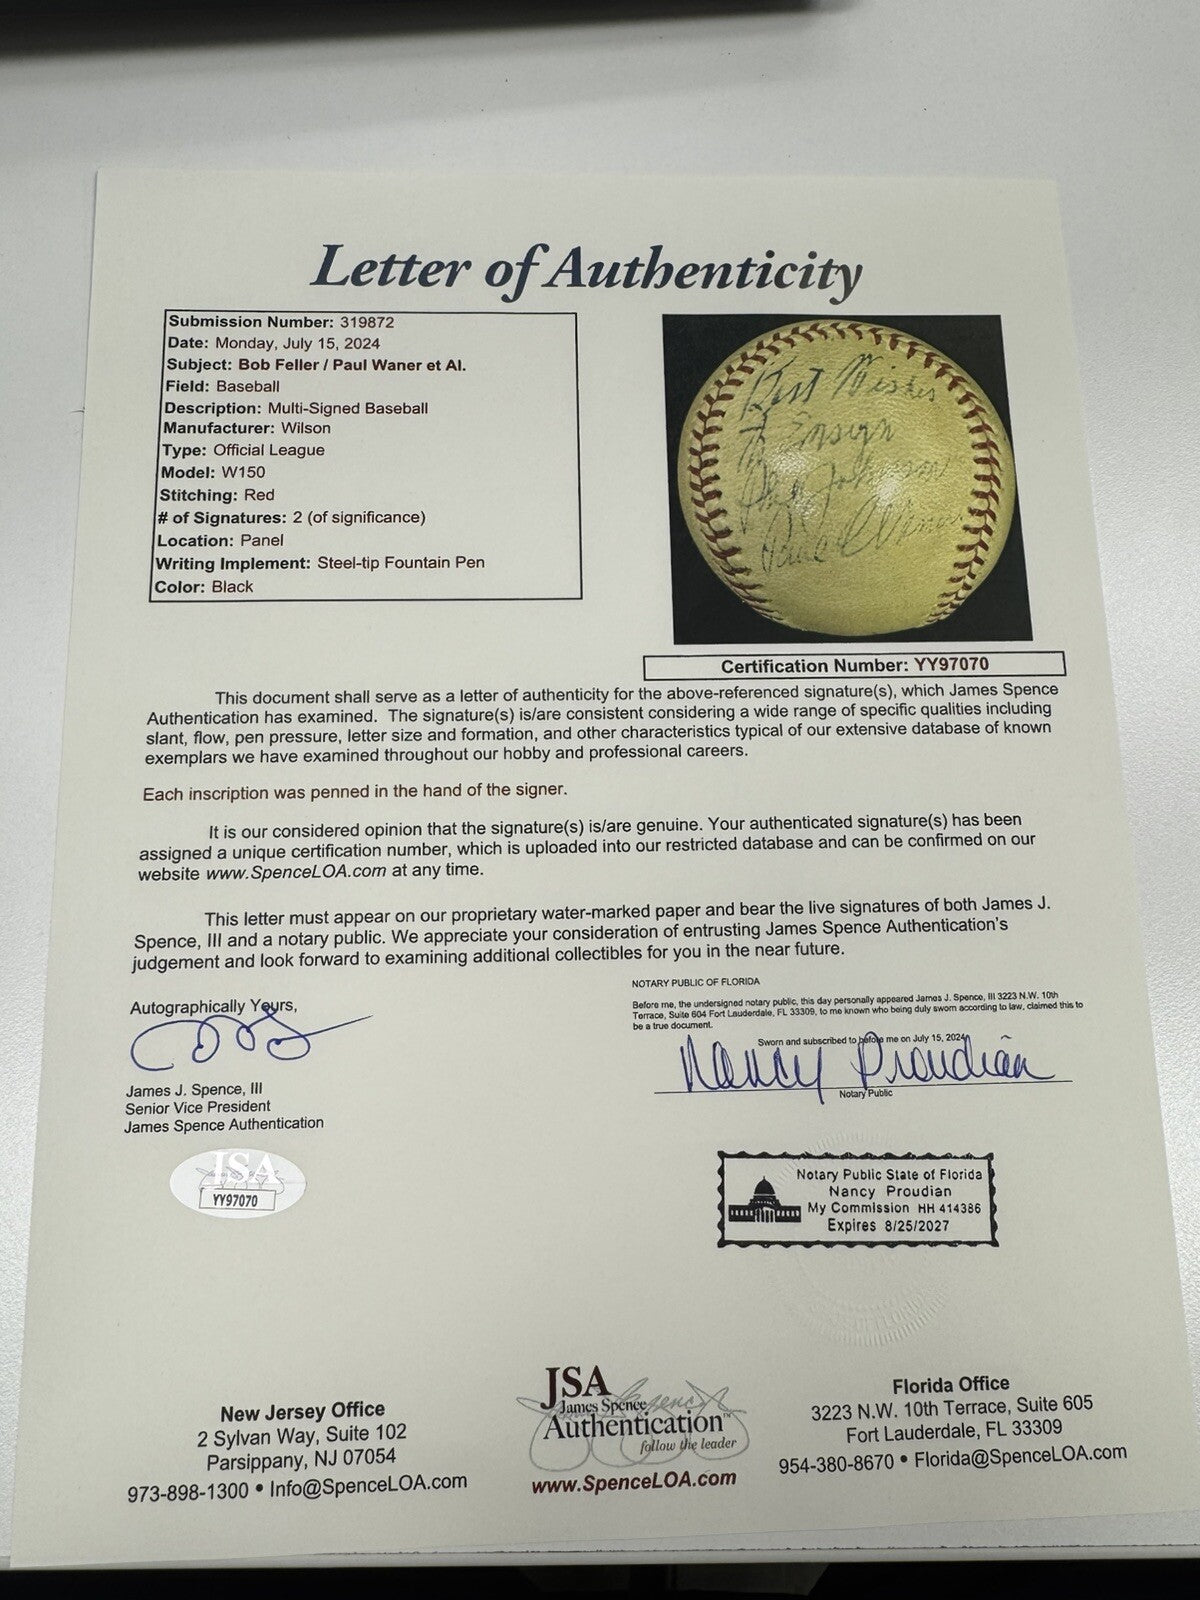 Letter of Authenticity
Submission Number: 319872
Date: Monday, July 15, 2024
Subject: Bob Feller / Paul Waner et Al.
Field: Baseball
Description: Multi-Signed Baseball
Manufacturer: Wilson
Type: Official League
Model: W150
Stitching: Red
# of Signatures: 2 (of significance)
Location: Panel
Writing Implement: Steel-tip Fountain Pen
Color: Black
Best Wishes
To Ensign
Johnson
Paul Waner
Certification Number: YY97070
This document shall serve as a letter of authenticity for the above-referenced signature(s), which James Spence
Authentication has examined. The signature(s) is/are consistent considering a wide range of specific qualities including
slant, flow, pen pressure, letter size and formation, and other characteristics typical of our extensive database of known
exemplars we have examined throughout our hobby and professional careers.
Each inscription was penned in the hand of the signer.
It is our considered opinion that the signature(s) is/are genuine. Your authenticated signature(s) has been
assigned a unique certification number, which is uploaded into our restricted database and can be confirmed on our
website www.SpenceLOA.com at any time.
This letter must appear on our proprietary water-marked paper and bear the live signatures of both James J.
Spence, III and a notary public. We appreciate your consideration of entrusting James Spence Authentication's
judgement and look forward to examining additional collectibles for you in the near future.
Autographically Yours,
James J. Spence, III
Senior Vice President
James Spence Authentication
JSA
YY97070
NOTARY PUBLIC OF FLORIDA
Before me, the undersigned notary public, this day personally appeared James J. Spence, III 3223 N.W. 10th
Terrace, Suite 604 Fort Lauderdale, FL 33309, to me known who being duly sworn according to law, claimed this to
be a true document.
Sworn and subscribed to before me on July 15, 2024
Nancy Proudian
Notary Public
Notary Public State of Florida
Nancy Proudian
My Commission HH 414386
Expires 8/25/2027
New Jersey Office
2 Sylvan Way, Suite 102
Parsippany, NJ 07054
973-898-1300 • Info@SpenceLOA.com
JSA
James Spence
Authentication™
follow the leader
www.SpenceLOA.com
Florida Office
3223 N.W. 10th Terrace, Suite 605
Fort Lauderdale, FL 33309
954-380-8670 • Florida@SpenceLOA.com